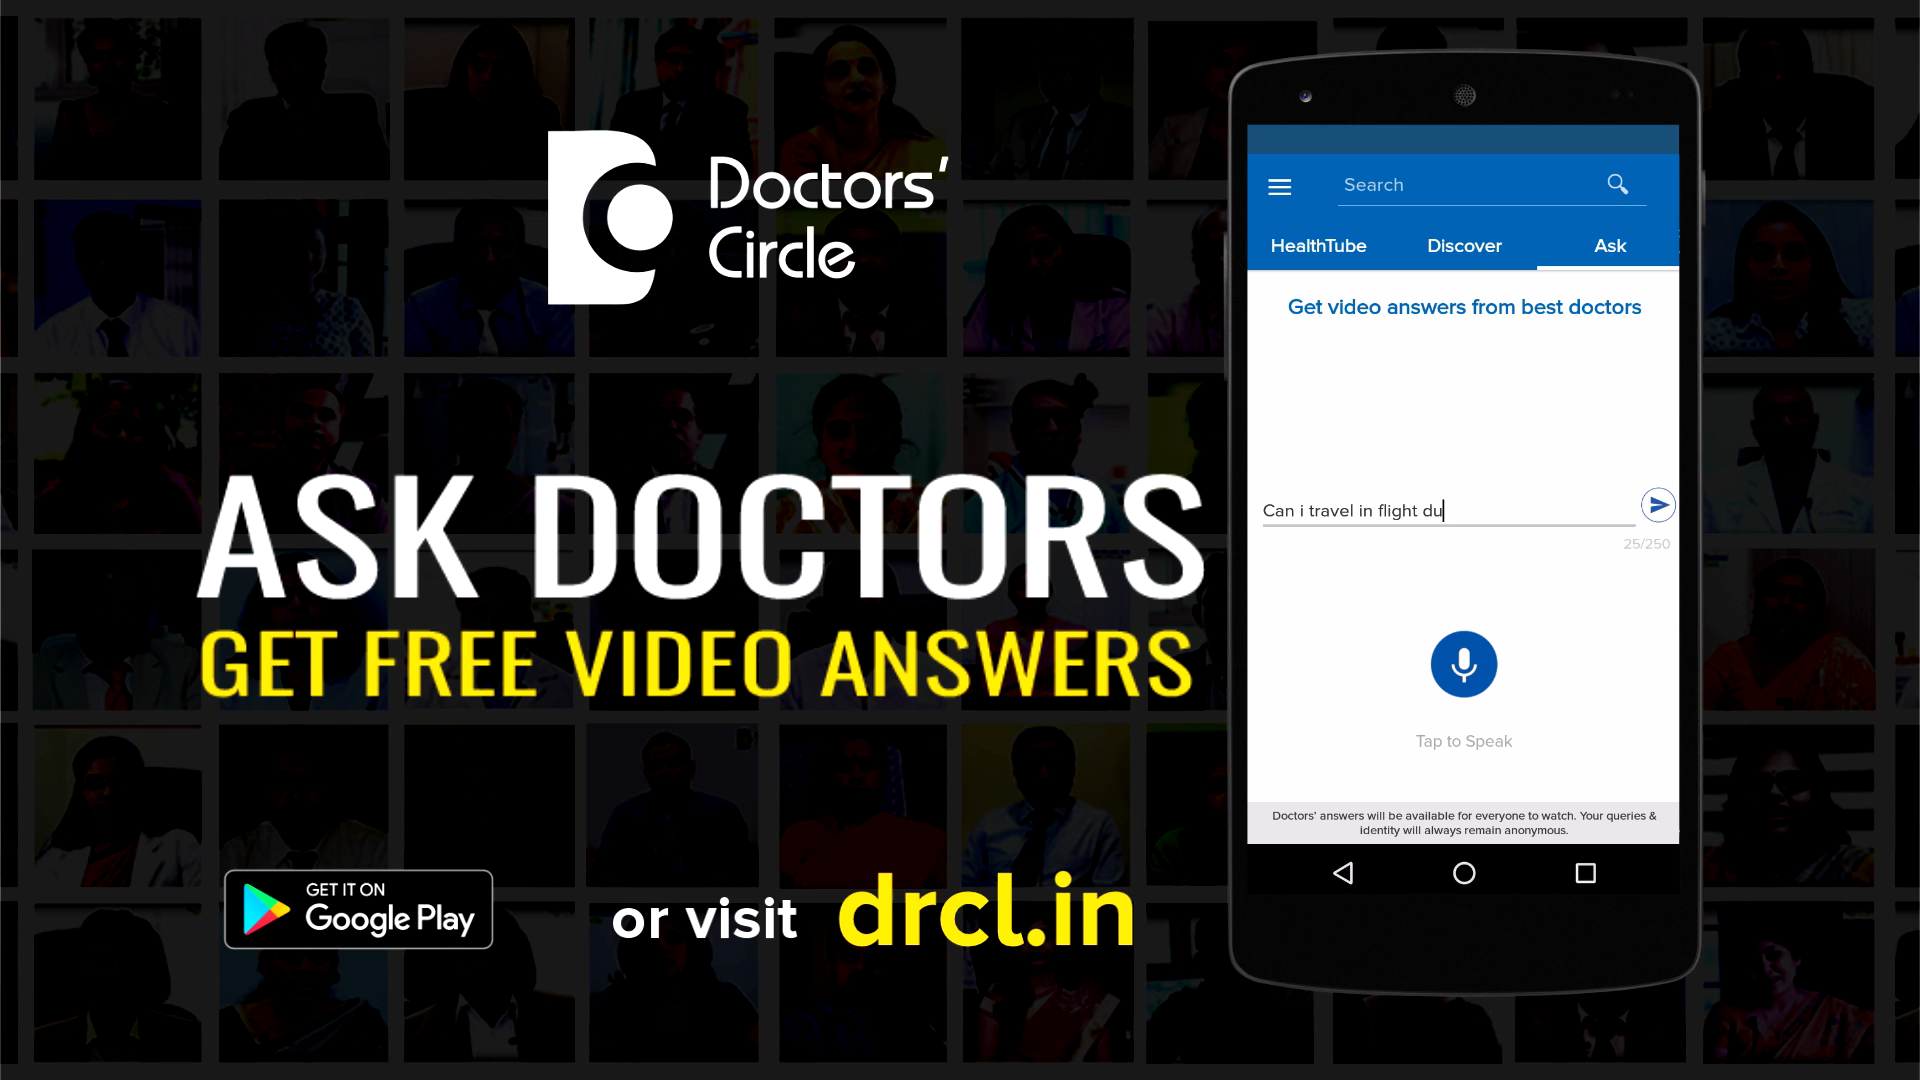 Doctors'
Circle
ASK DOCTORS
GET FREE VIDEO ANSWERS
GET IT ON
Google Play
or visit drcl.in
Search
HealthTube Discover Ask
Get video answers from best doctors
Can i travel in flight du
25/250
Tap to Speak
Doctors' answers will be available for everyone to watch. Your queries &
identity will always remain anonymous.